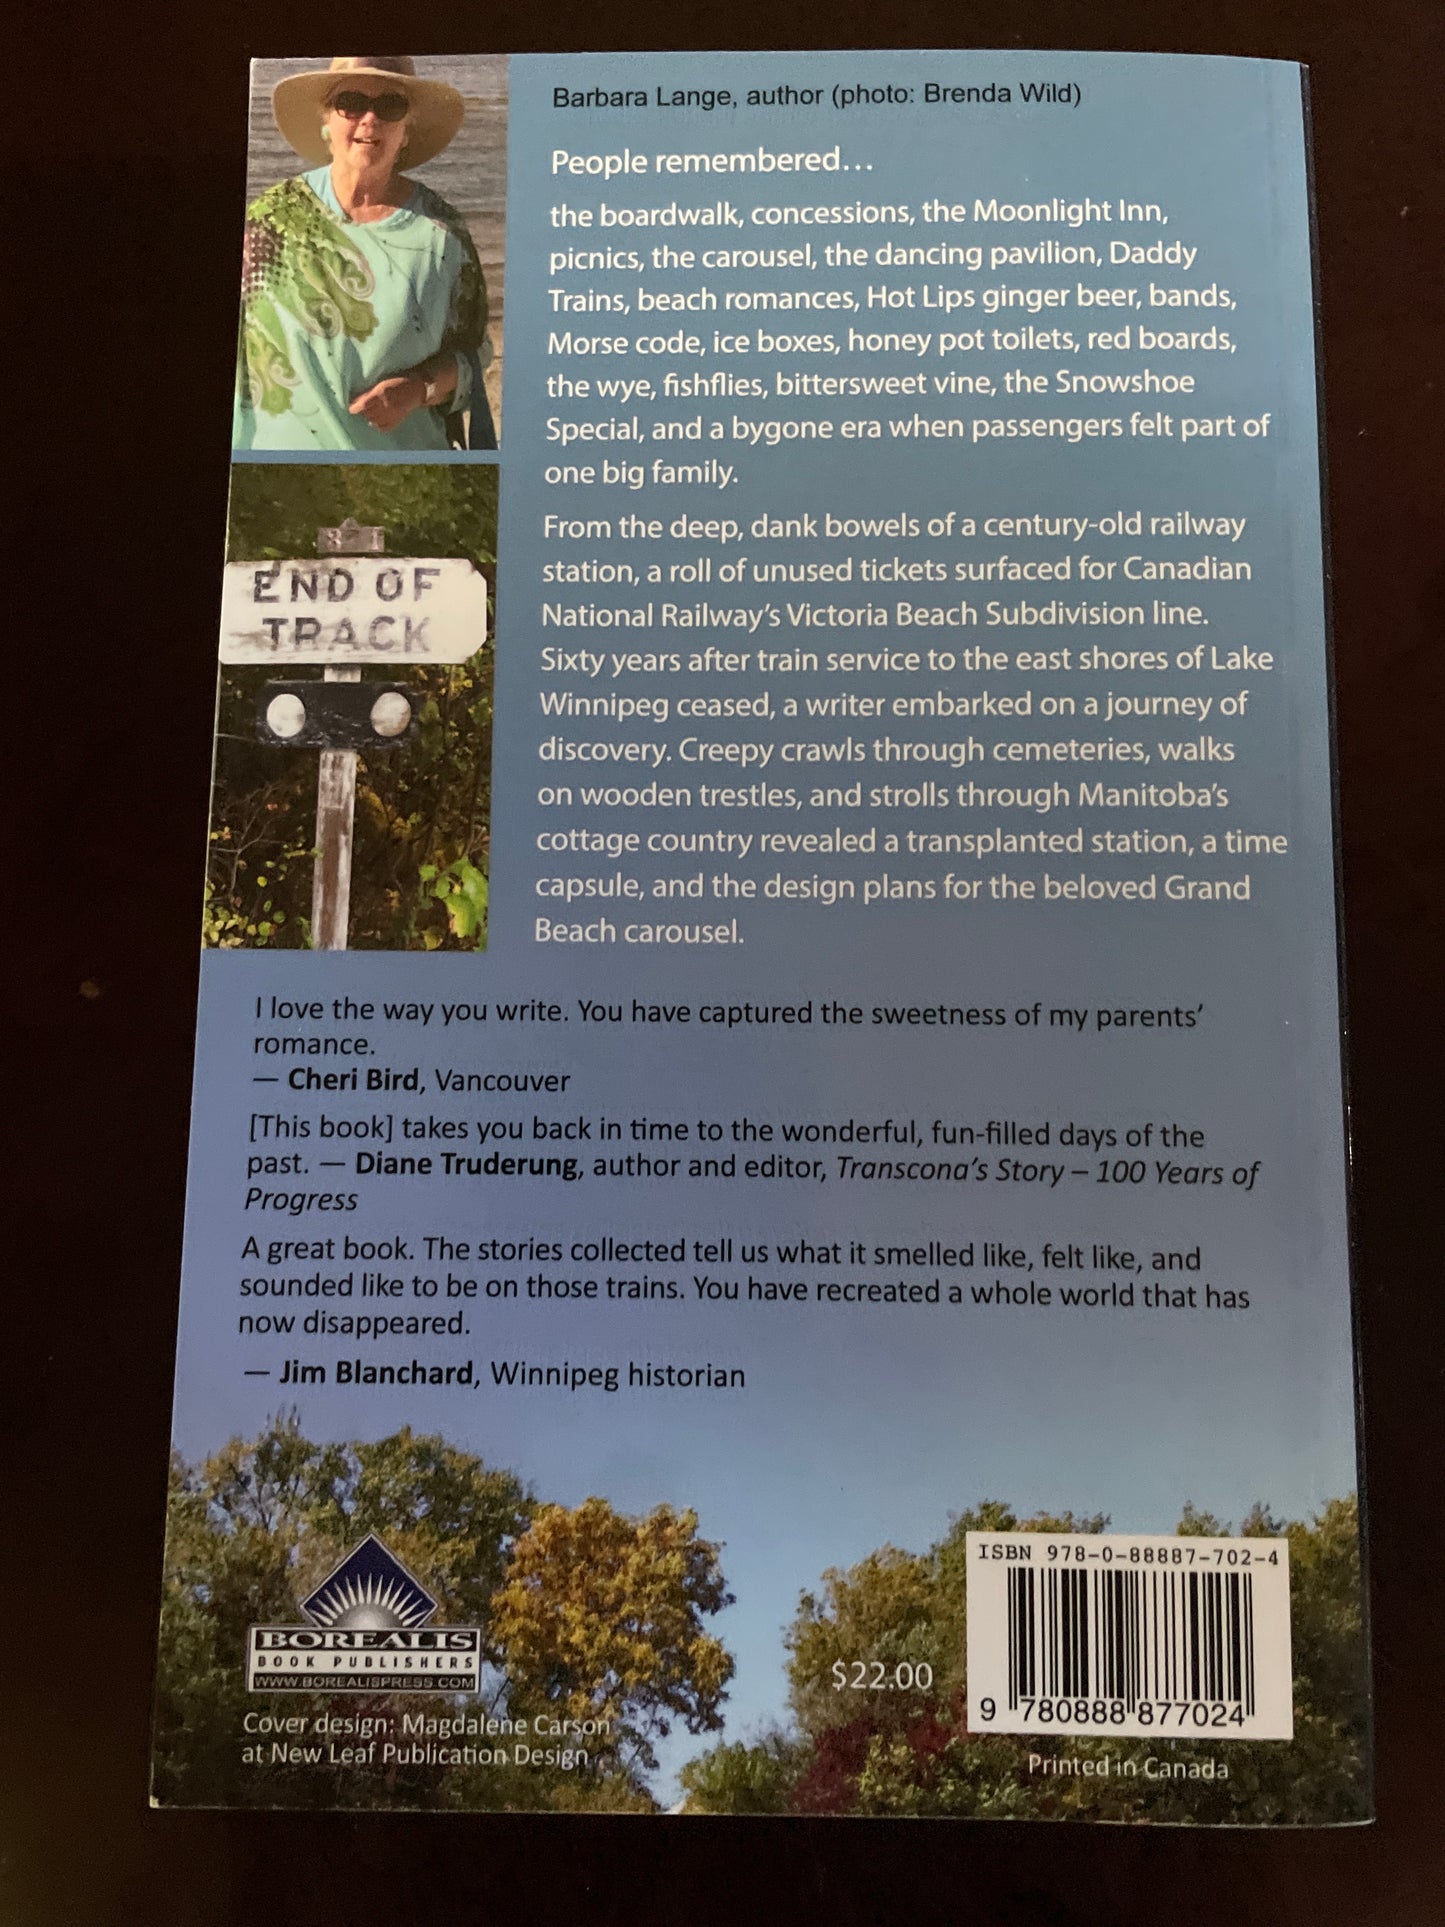 Barbara Lange, author (photo: Brenda Wild)
People remembered...
the boardwalk, concessions, the Moonlight Inn,
picnics, the carousel, the dancing pavilion, Daddy
Trains, beach romances, Hot Lips ginger beer, bands,
Morse code, ice boxes, honey pot toilets, red boards,
the wye, fishflies, bittersweet vine, the Snowshoe
Special, and a bygone era when passengers felt part of
one big family.
END OF
TRACK
From the deep, dank bowels of a century-old railway
station, a roll of unused tickets surfaced for Canadian
National Railway's Victoria Beach Subdivision line.
Sixty years after train service to the east shores of Lake
Winnipeg ceased, a writer embarked on a journey of
discovery. Creepy crawls through cemeteries, walks
on wooden trestles, and strolls through Manitoba's
cottage country revealed a transplanted station, a time
capsule, and the design plans for the beloved Grand
Beach carousel.
I love the way you write. You have captured the sweetness of my parents'
romance.
— Cheri Bird, Vancouver
[This book] takes you back in time to the wonderful, fun-filled days of the
past. — Diane Truderung, author and editor, Transcona's Story – 100 Years of
Progress
A great book. The stories collected tell us what it smelled like, felt like, and
sounded like to be on those trains. You have recreated a whole world that has
now disappeared.
— Jim Blanchard, Winnipeg historian
BOREALIS
BOOK PUBLISHERS
WWW.BOREALISPRESS.COM
Cover design: Magdalene Carson
at New Leaf Publication Design
$22.00
ISBN 978-0-88887-702-4
9 780888 877024
Printed in Canada